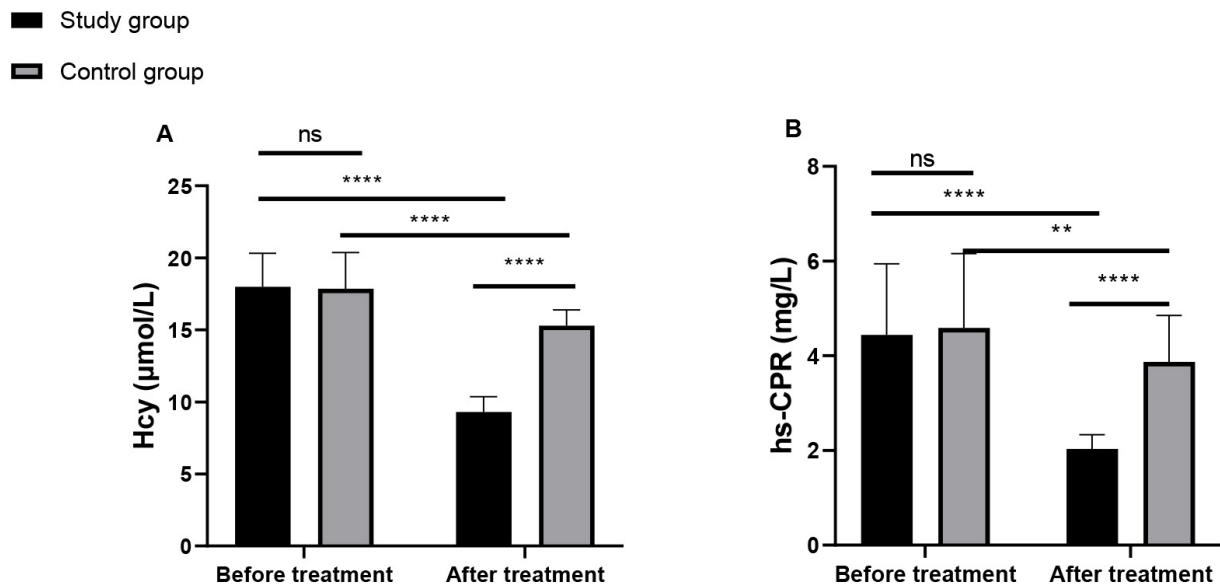 Study group
Control group
A
ns
****
****
****
25
20
15
10
5
0
Hcy (μmol/L)
Before treatment
After treatment
B
ns
****
**
****
8
6
4
2
0
hs-CPR (mg/L)
Before treatment
After treatment